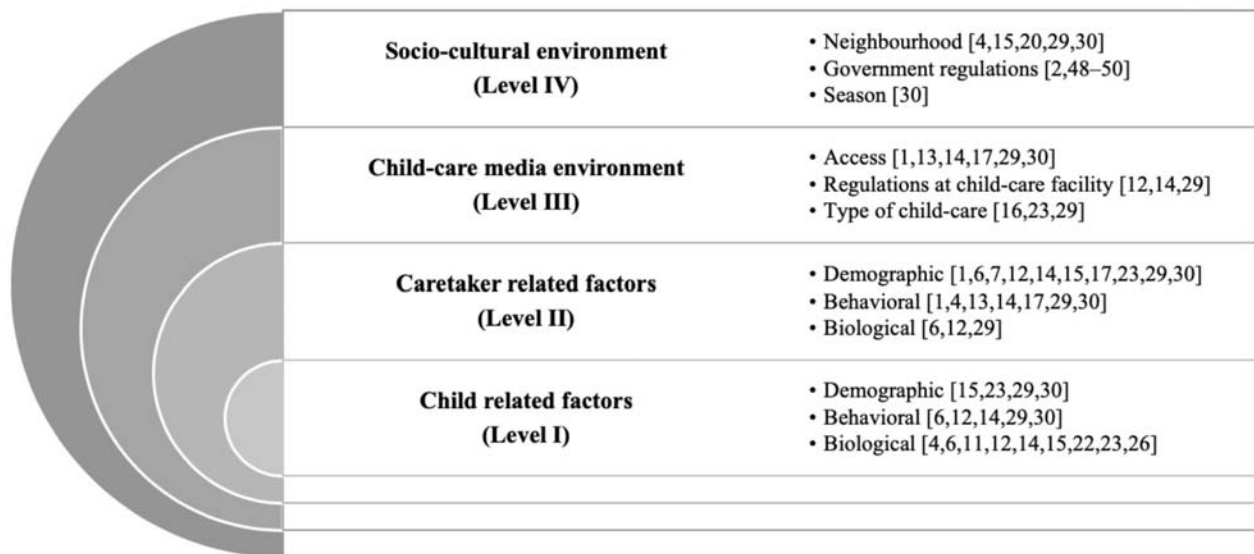 Socio-cultural environment
(Level IV)
• Neighbourhood [4,15,20,29,30]
• Government regulations [2,48–50]
• Season [30]
Child-care media environment
(Level III)
• Access [1,13,14,17,29,30]
• Regulations at child-care facility [12,14,29]
• Type of child-care [16,23,29]
Caretaker related factors
(Level II)
• Demographic [1,6,7,12,14,15,17,23,29,30]
• Behavioral [1,4,13,14,17,29,30]
• Biological [6,12,29]
Child related factors
(Level I)
• Demographic [15,23,29,30]
• Behavioral [6,12,14,29,30]
• Biological [4,6,11,12,14,15,22,23,26]